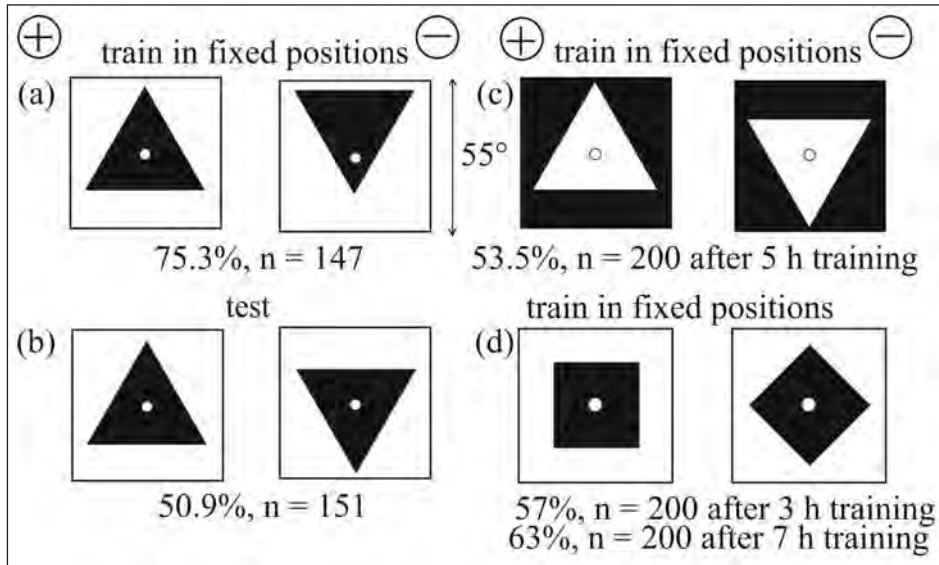 + train in fixed positions −
(a)
55°
75.3%, n = 147
test
(b)
50.9%, n = 151
+ train in fixed positions −
(c)
53.5%, n = 200 after 5 h training
train in fixed positions
(d)
57%, n = 200 after 3 h training
63%, n = 200 after 7 h training